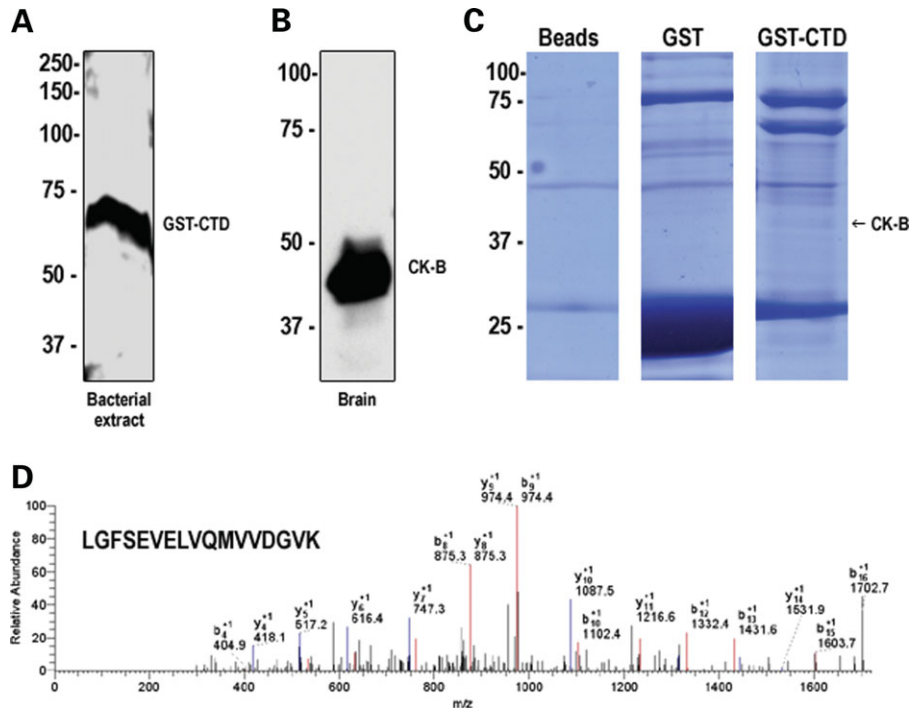 A
250-
150-
100-
75 -
50 -
37 -
GST-CTD
Bacterial
extract
B
100-
75-
50 -
37 -
CK-B
Brain
C
Beads GST GST-CTD
100-
75 -
50 -
37 -
25 -
← CK-B
D
LGFSEVELVQMVVDGVK
Relative Abundance
100
80
60
40
20
0
b4+1
404.9
y4+1
418.1
y5+1
517.2
y6+1
616.4
y7+1
747.3
b8+1
875.3
y8+1
875.3
y9+1
974.4
b9+1
974.4
y10+1
1087.5
b10+1
1102.4
y11+1
1216.6
b12+1
1332.4
b13+1
1431.6
y14+1
1531.9
b15+1
1603.7
b16+1
1702.7
0 200 400 600 800 1000 1200 1400 1600
m/z